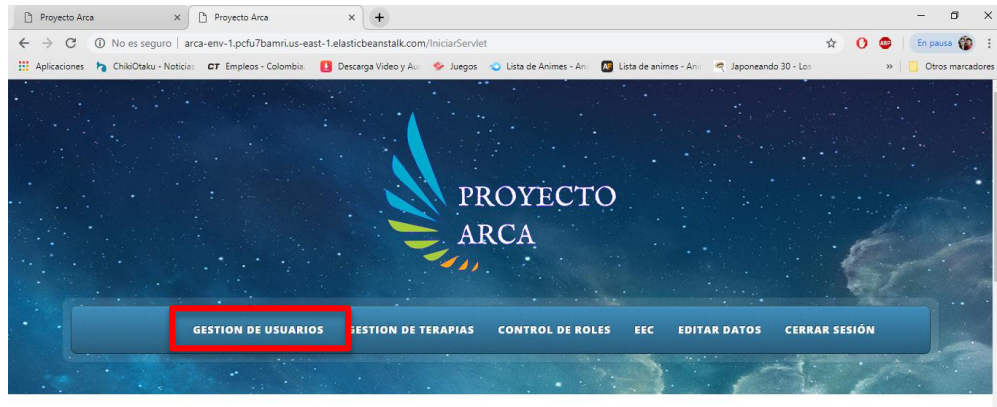 Proyecto Arca
Proyecto Arca
No es seguro | arca-env-1.pcfu7bamri.us-east-1.elasticbeanstalk.com/IniciarServlet
ABP
En pausa
Aplicaciones
ChikiOtaku - Noticias
CT Empleos - Colombia.
Descarga Video y Au
Juegos
Lista de Animes - An
AF Lista de animes - Ani
Japoneando 30 - Los
»
Otros marcadores
PROYECTO
ARCA
GESTION DE USUARIOS
GESTION DE TERAPIAS
CONTROL DE ROLES
EEC
EDITAR DATOS
CERRAR SESIÓN